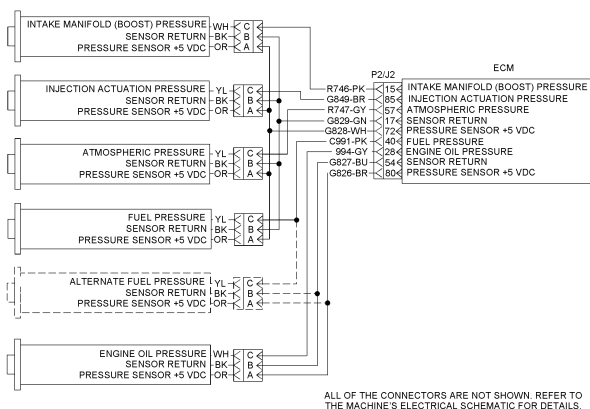 INTAKE MANIFOLD (BOOST) PRESSURE WH C
SENSOR RETURN BK B
PRESSURE SENSOR +5 VDC OR A
INJECTION ACTUATION PRESSURE YL C
SENSOR RETURN BK B
PRESSURE SENSOR +5 VDC OR A
ATMOSPHERIC PRESSURE YL C
SENSOR RETURN BK B
PRESSURE SENSOR +5 VDC OR A
FUEL PRESSURE YL C
SENSOR RETURN BK B
PRESSURE SENSOR +5 VDC OR A
ALTERNATE FUEL PRESSURE YL C
SENSOR RETURN BK B
PRESSURE SENSOR +5 VDC OR A
ENGINE OIL PRESSURE WH C
SENSOR RETURN BK B
PRESSURE SENSOR +5 VDC OR A
P2/J2 ECM
R746-PK 15 INTAKE MANIFOLD (BOOST) PRESSURE
G849-BR 85 INJECTION ACTUATION PRESSURE
R747-GY 57 ATMOSPHERIC PRESSURE
G829-GN 17 SENSOR RETURN
G828-WH 72 PRESSURE SENSOR +5 VDC
C991-PK 40 FUEL PRESSURE
994-GY 28 ENGINE OIL PRESSURE
G827-BU 54 SENSOR RETURN
G826-BR 80 PRESSURE SENSOR +5 VDC
ALL OF THE CONNECTORS ARE NOT SHOWN. REFER TO
THE MACHINE'S ELECTRICAL SCHEMATIC FOR DETAILS.